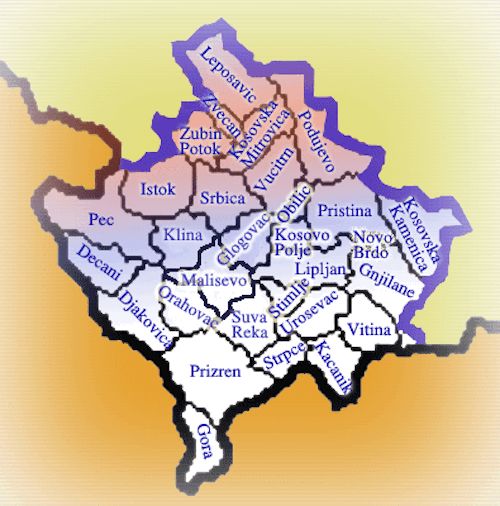 Leposavic
Zvecan
Kosovska
Mitrovica
Zubin
Potok
Podujevo
Vucitrn
Istok
Srbica
Obilic
Pec
Klina
Glogovac
Pristina
Kosovska
Kamenica
Kosovo
Polje
Novo
Brdo
Decani
Malisevo
Lipljan
Gnjilane
Djakovica
Orahovac
Suva
Reka
Stimlje
Urosevac
Vitina
Prizren
Strpce
Kacanik
Gora